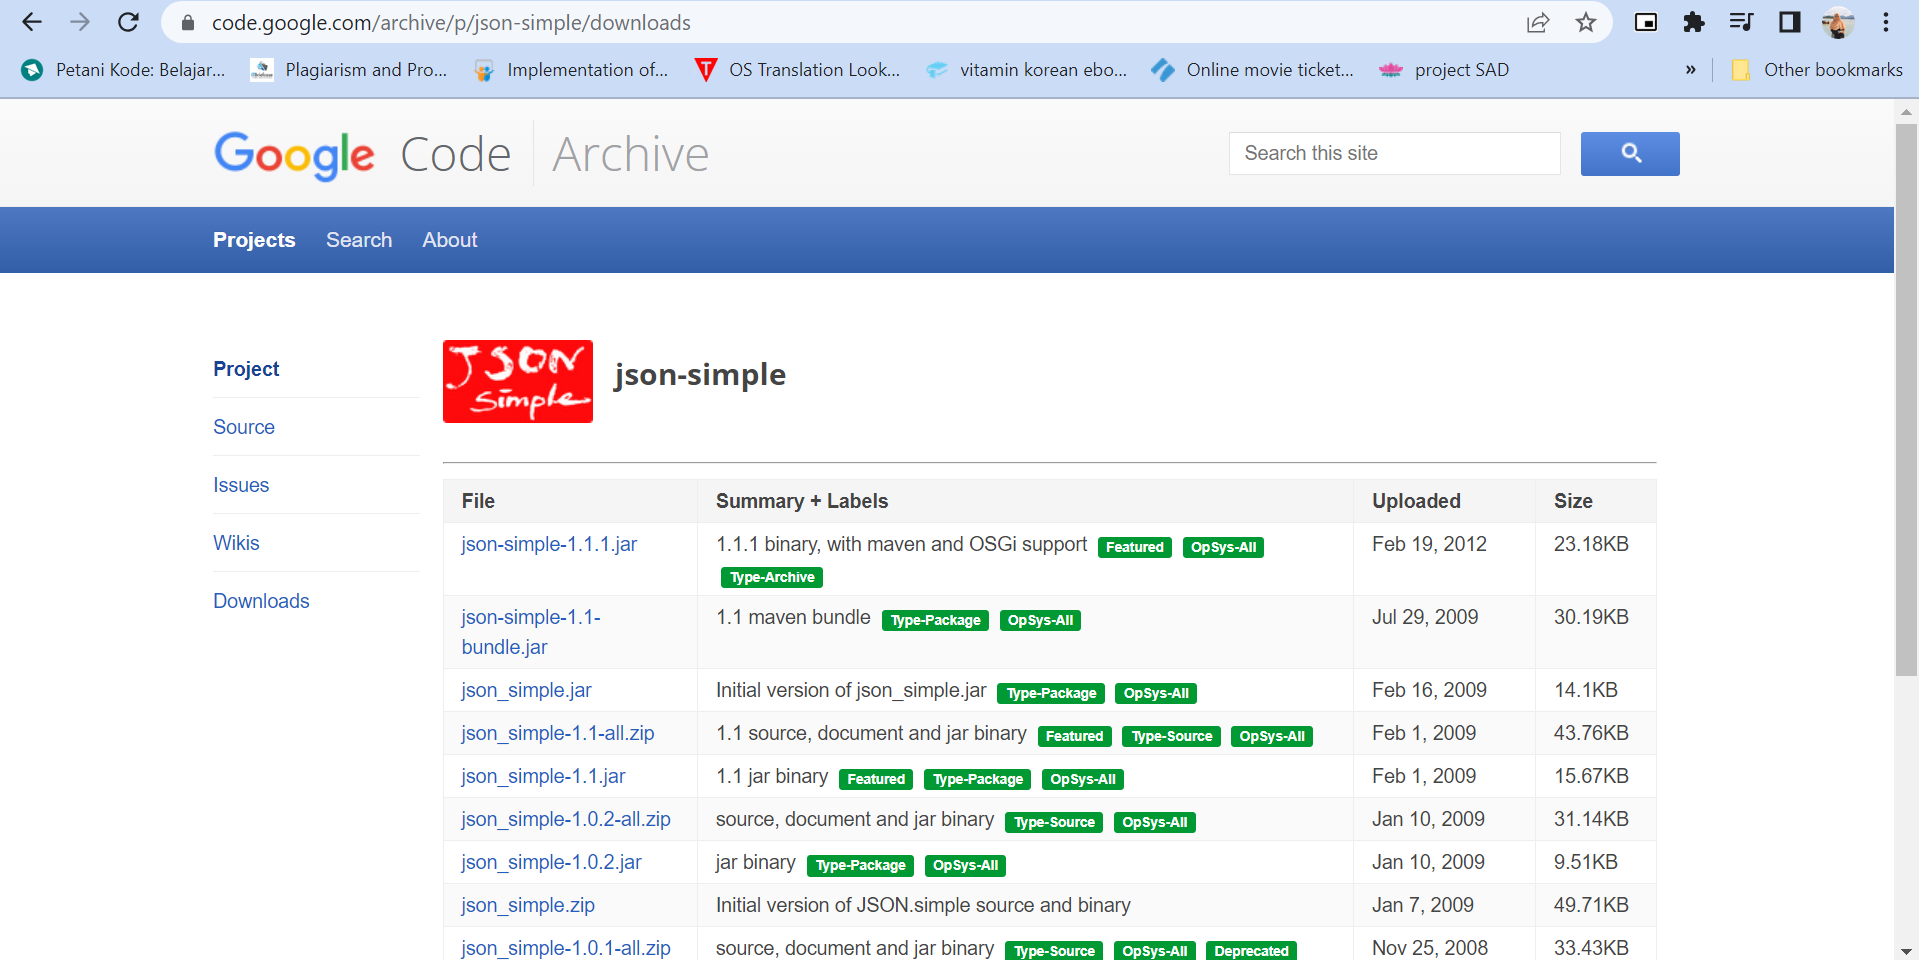 code.google.com/archive/p/json-simple/downloads
Petani Kode: Belajar... Plagiarism and Pro... Implementation of... OS Translation Look... vitamin korean ebo... Online movie ticket... project SAD » Other bookmarks
Google Code Archive Search this site
Projects Search About
Project
Source
Issues
Wikis
Downloads
JSON
Simple
json-simple
File Summary + Labels Uploaded Size
json-simple-1.1.1.jar 1.1.1 binary, with maven and OSGi support Featured OpSys-All Feb 19, 2012 23.18KB
Type-Archive
json-simple-1.1- 1.1 maven bundle Type-Package OpSys-All Jul 29, 2009 30.19KB
bundle.jar
json_simple.jar Initial version of json_simple.jar Type-Package OpSys-All Feb 16, 2009 14.1KB
json_simple-1.1-all.zip 1.1 source, document and jar binary Featured Type-Source OpSys-All Feb 1, 2009 43.76KB
json_simple-1.1.jar 1.1 jar binary Featured Type-Package OpSys-All Feb 1, 2009 15.67KB
json_simple-1.0.2-all.zip source, document and jar binary Type-Source OpSys-All Jan 10, 2009 31.14KB
json_simple-1.0.2.jar jar binary Type-Package OpSys-All Jan 10, 2009 9.51KB
json_simple.zip Initial version of JSON.simple source and binary Jan 7, 2009 49.71KB
json_simple-1.0.1-all.zip source, document and jar binary Type-Source OpSys-All Deprecated Nov 25, 2008 33.43KB